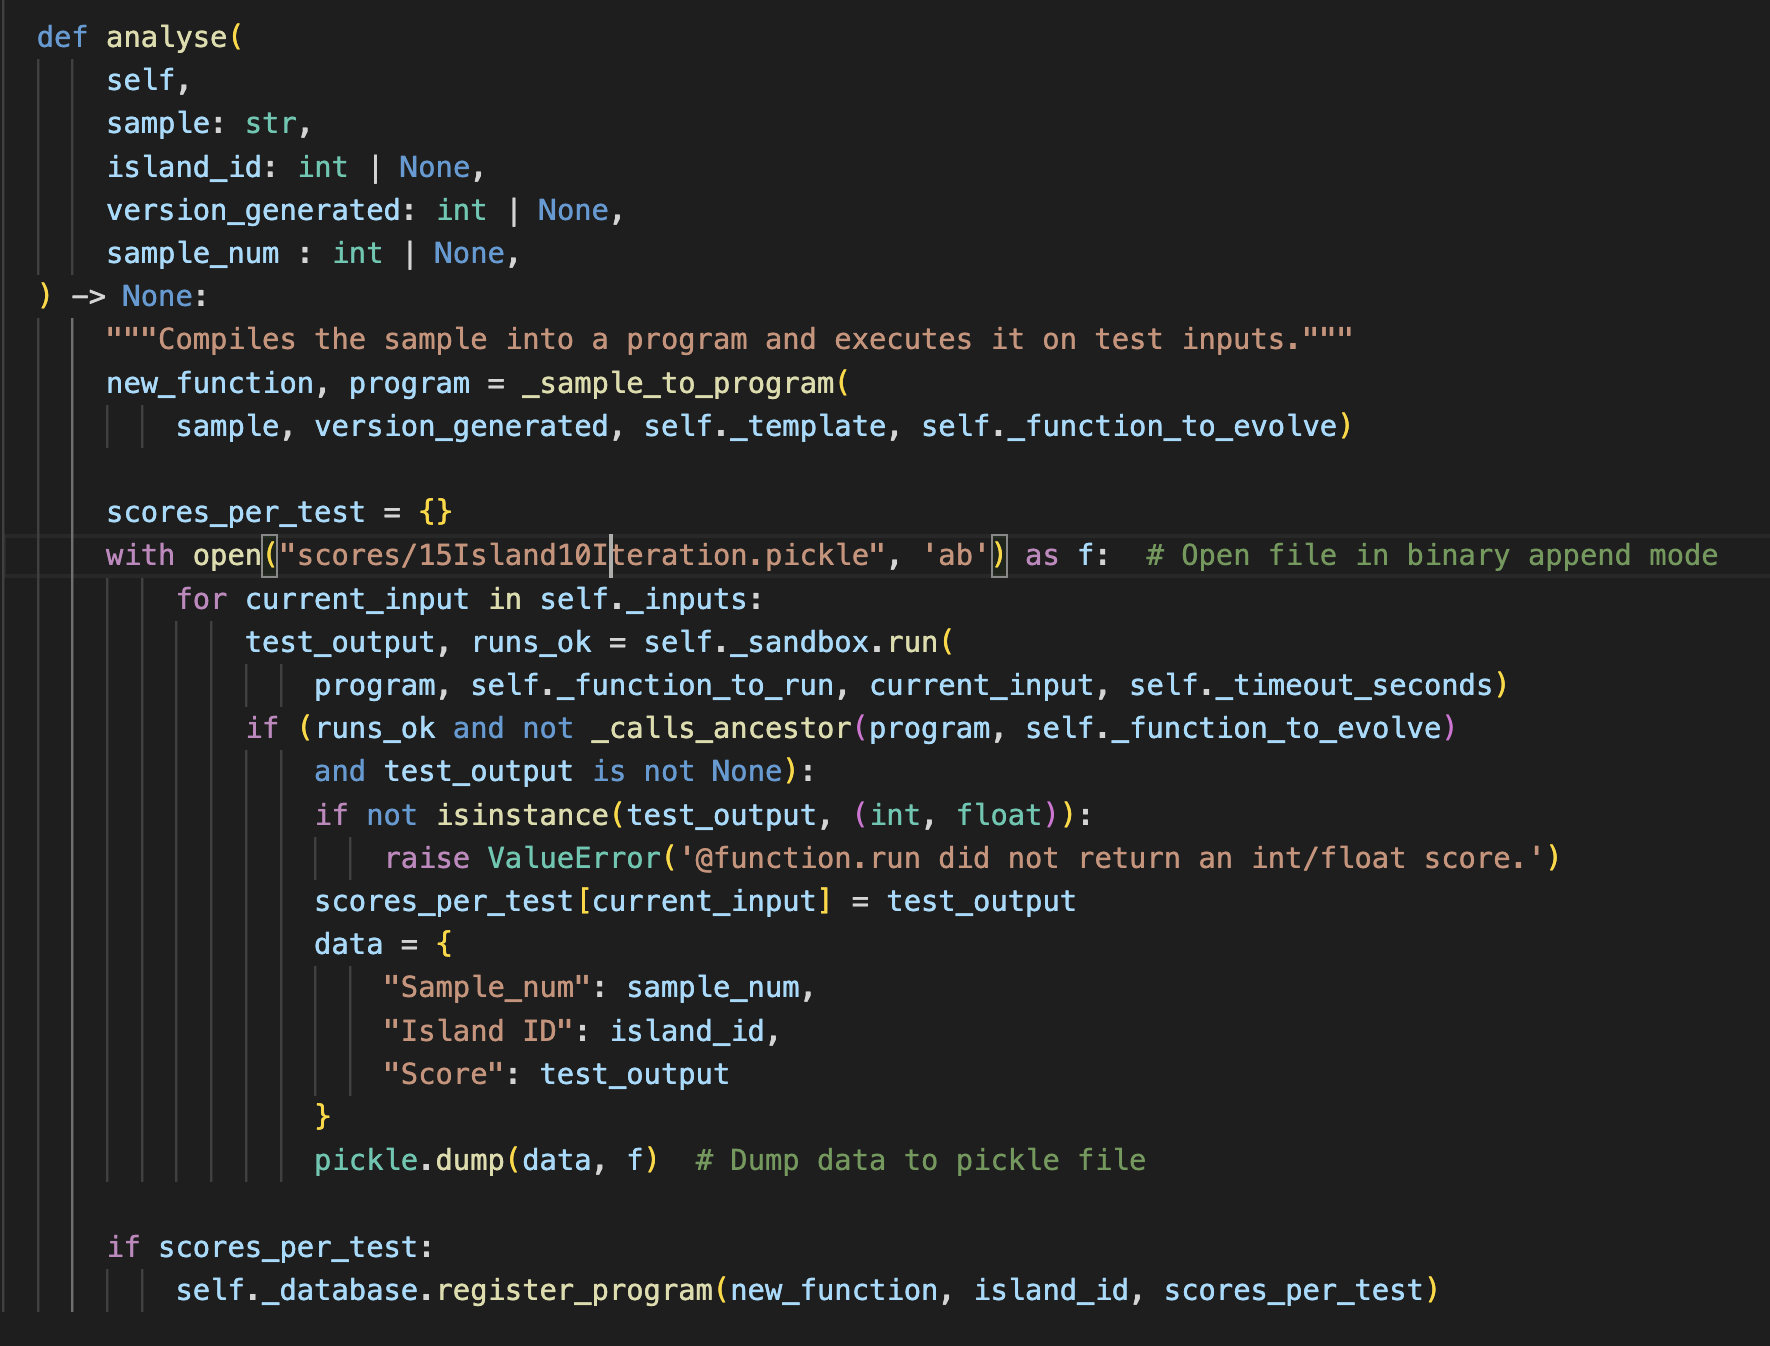 def analyse(
    self,
    sample: str,
    island_id: int | None,
    version_generated: int | None,
    sample_num : int | None,
) -> None:
    """Compiles the sample into a program and executes it on test inputs."""
    new_function, program = _sample_to_program(
        sample, version_generated, self._template, self._function_to_evolve)

    scores_per_test = {}
    with open("scores/15Island10Iteration.pickle", 'ab') as f:  # Open file in binary append mode
        for current_input in self._inputs:
            test_output, runs_ok = self._sandbox.run(
                program, self._function_to_run, current_input, self._timeout_seconds)
            if (runs_ok and not _calls_ancestor(program, self._function_to_evolve)
                and test_output is not None):
                if not isinstance(test_output, (int, float)):
                    raise ValueError('@function.run did not return an int/float score.')
                scores_per_test[current_input] = test_output
                data = {
                    "Sample_num": sample_num,
                    "Island ID": island_id,
                    "Score": test_output
                }
                pickle.dump(data, f)  # Dump data to pickle file

    if scores_per_test:
        self._database.register_program(new_function, island_id, scores_per_test)